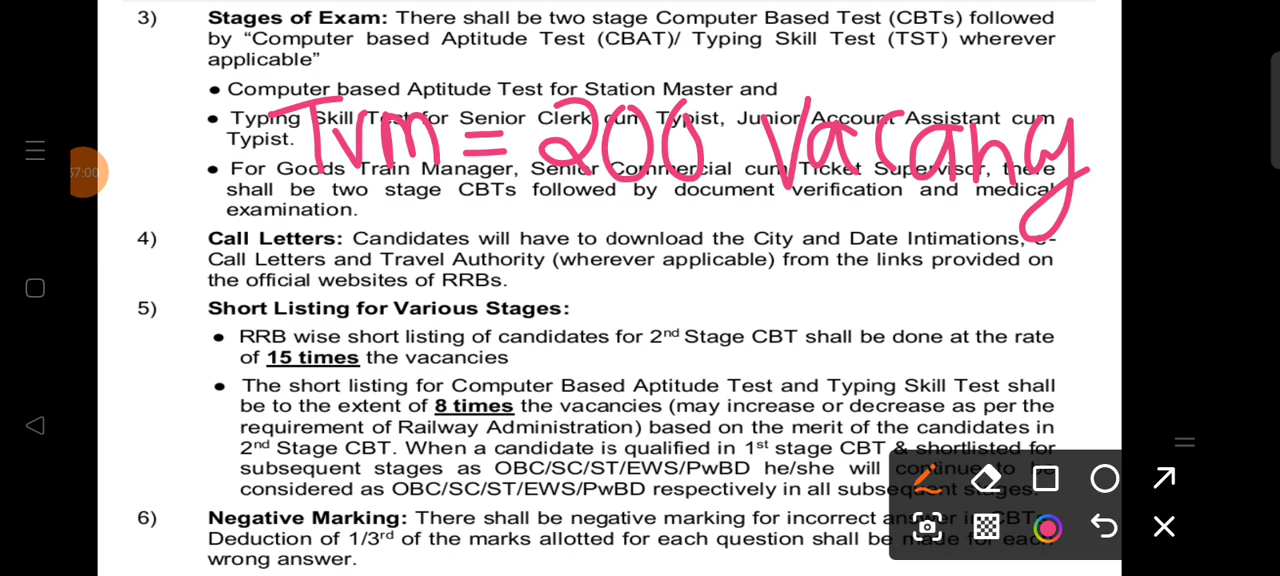 3) Stages of Exam: There shall be two stage Computer Based Test (CBTs) followed
by “Computer based Aptitude Test (CBAT)/ Typing Skill Test (TST) wherever
applicable”
• Computer based Aptitude Test for Station Master and
• Typing Skill Test for Senior Clerk cum Typist, Junior Account Assistant cum
Typist.
Tvm = 200 Vacancy
• For Goods Train Manager, Senior Commercial cum Ticket Supervisor, there
shall be two stage CBTs followed by document verification and medical
examination.
57:00
4) Call Letters: Candidates will have to download the City and Date Intimations, e-
Call Letters and Travel Authority (wherever applicable) from the links provided on
the official websites of RRBs.
5) Short Listing for Various Stages:
• RRB wise short listing of candidates for 2nd Stage CBT shall be done at the rate
of 15 times the vacancies
• The short listing for Computer Based Aptitude Test and Typing Skill Test shall
be to the extent of 8 times the vacancies (may increase or decrease as per the
requirement of Railway Administration) based on the merit of the candidates in
2nd Stage CBT. When a candidate is qualified in 1st stage CBT & shortlisted for
subsequent stages as OBC/SC/ST/EWS/PwBD he/she will continue to be
considered as OBC/SC/ST/EWS/PwBD respectively in all subsequent stages.
6) Negative Marking: There shall be negative marking for incorrect answer in CBTs.
Deduction of 1/3rd of the marks allotted for each question shall be made for each
wrong answer.